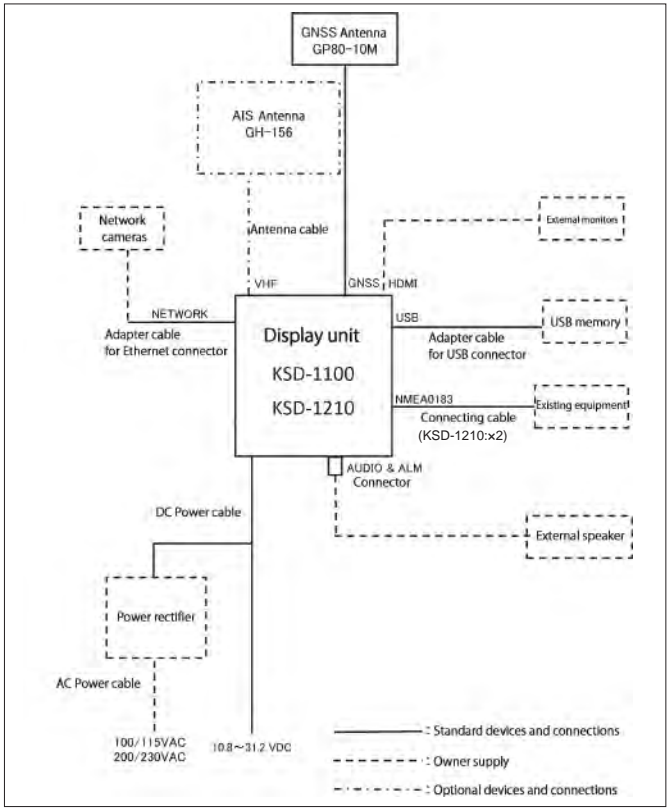 GNSS Antenna
GP80-10M
AIS Antenna
GH-156
Network
cameras
Antenna cable
External monitors
VHF
GNSS
HDMI
NETWORK
Adapter cable
for Ethernet connector
Display unit
KSD-1100
KSD-1210
USB
Adapter cable
for USB connector
USB memory
NMEA0183
Connecting cable
(KSD-1210:×2)
Existing equipment
AUDIO & ALM
Connector
DC Power cable
External speaker
Power rectifier
AC Power cable
100/115VAC
200/230VAC
10.8~31.2 VDC
: Standard devices and connections
: Owner supply
: Optional devices and connections